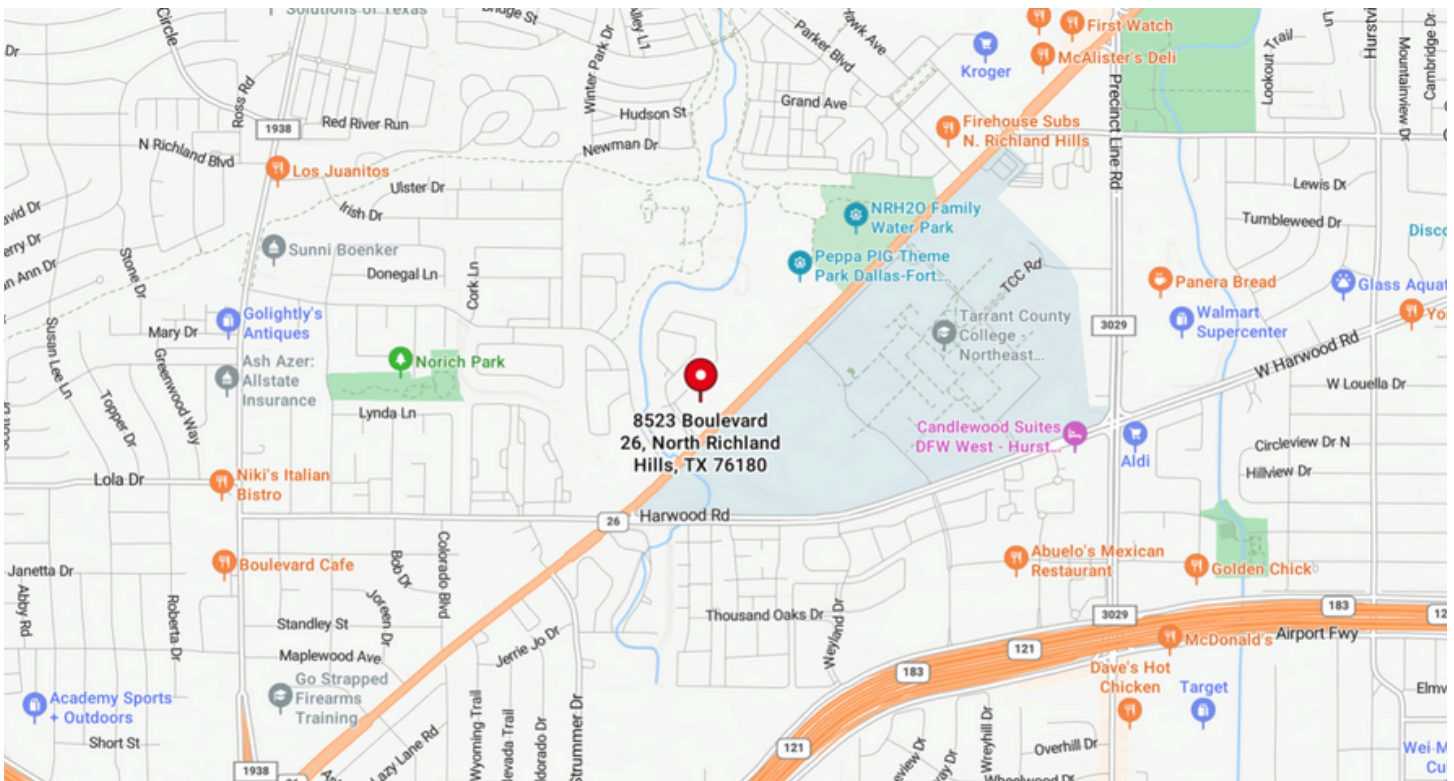 Solutions of Texas
Bridge St
Alley L1
Hawk Ave
Parker Blvd
First Watch
McAlister's Deli
Kroger
Lookout Trail
Ln
Mountainview Dr
Cambridge Dr
Dr
Circle
Ross Rd
1938
Red River Run
Winter Park Dr
Hudson St
Grand Ave
Newman Dr
Firehouse Subs
N. Richland Hills
Precinct Line Rd
N Richland Blvd
Los Juanitos
Ulster Dr
Irish Dr
Lewis Dr
Tumbleweed Dr
NRH2O Family
Water Park
Peppa PIG Theme
Park Dallas-Fort...
Sunni Boenker
Donegal Ln
Cork Ln
Stone Dr
TCC Rd
Panera Bread
Walmart
Supercenter
Golightly's
Antiques
Mary Dr
Susan Lee Ln
Greenwood Way
Topper Dr
Ash Azer:
Allstate
Insurance
Norich Park
Lynda Ln
Tarrant County
College
Northeast...
3029
W Harwood Rd
W Louella Dr
8523 Boulevard
26, North Richland
Hills, TX 76180
Candlewood Suites
DFW West - Hurst...
Aldi
Circleview Dr N
Hillview Dr
Lola Dr
Niki's Italian
Bistro
26
Harwood Rd
Boulevard Cafe
Janetta Dr
Abby Rd
Roberta Dr
Bob Dr
Colorado Blvd
Joreen Dr
Standley St
Maplewood Ave
Jerrie Jo Dr
Thousand Oaks Dr
Weyland Dr
Abuelo's Mexican
Restaurant
Golden Chick
3029
183
121
183
McDonald's
Airport Fwy
Dave's Hot
Chicken
Target
Go Strapped
Firearms
Training
Academy Sports
+ Outdoors
Short St
1938
Lazy Lane Rd
Wyoming Trail
Strummer Dr
121
Wreyhill Dr
Overhill Dr